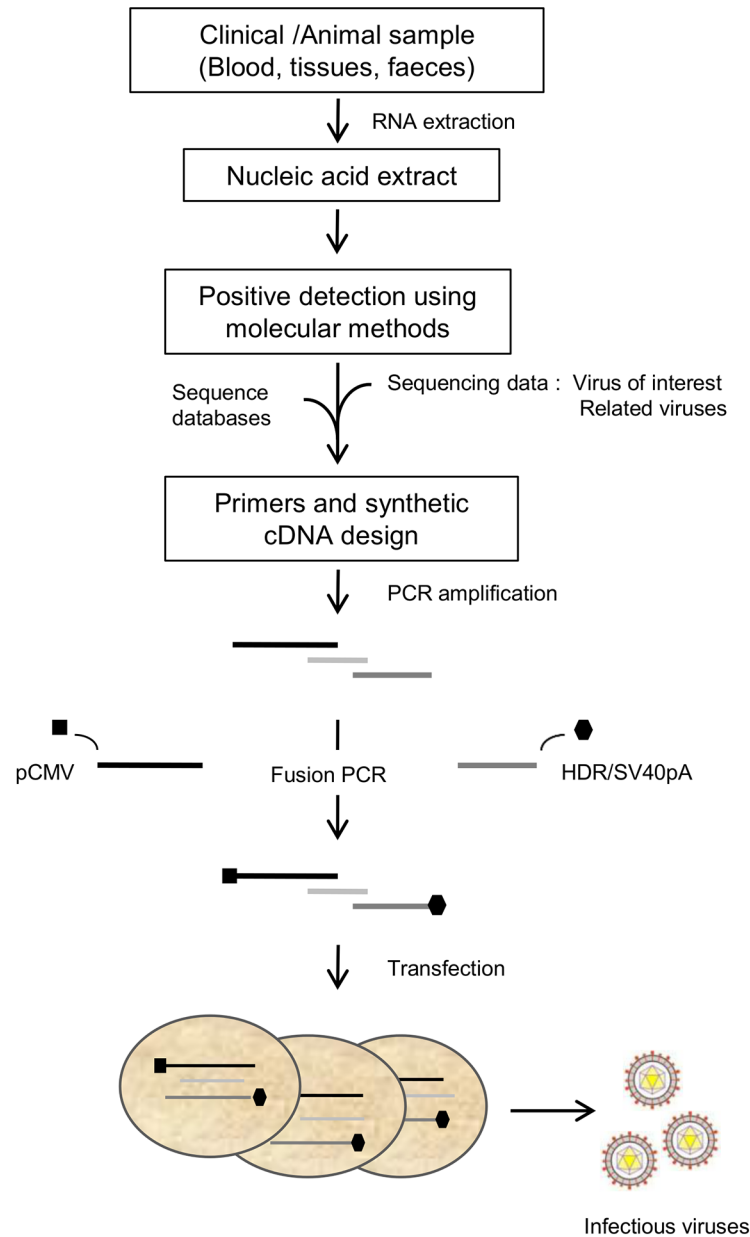 Clinical /Animal sample
(Blood, tissues, faeces)
RNA extraction
Nucleic acid extract
Positive detection using
molecular methods
Sequence
databases
Sequencing data : Virus of interest
Related viruses
Primers and synthetic
cDNA design
PCR amplification
pCMV
Fusion PCR
HDR/SV40pA
Transfection
Infectious viruses